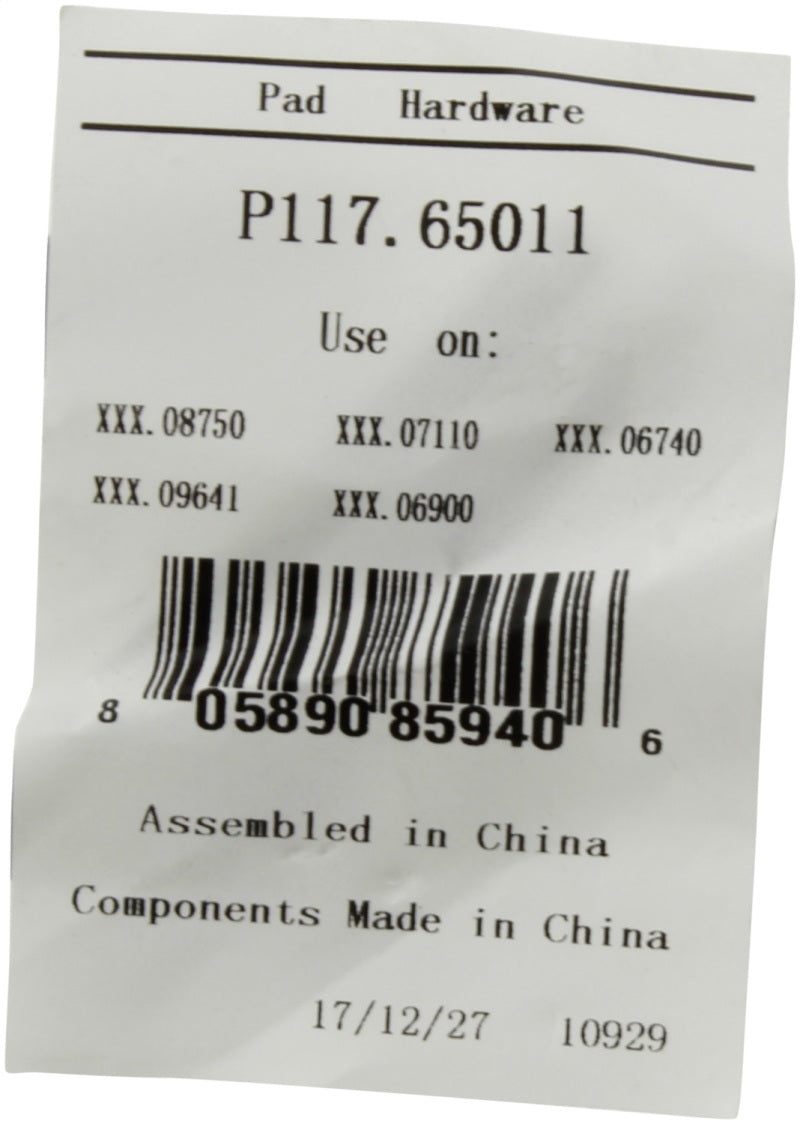 Pad Hardware
P117.65011
Use on:
XXX.08750 XXX.07110 XXX.06740
XXX.09641 XXX.06900
8 05890 85940 6
Assembled in China
Components Made in China
17/12/27 10929